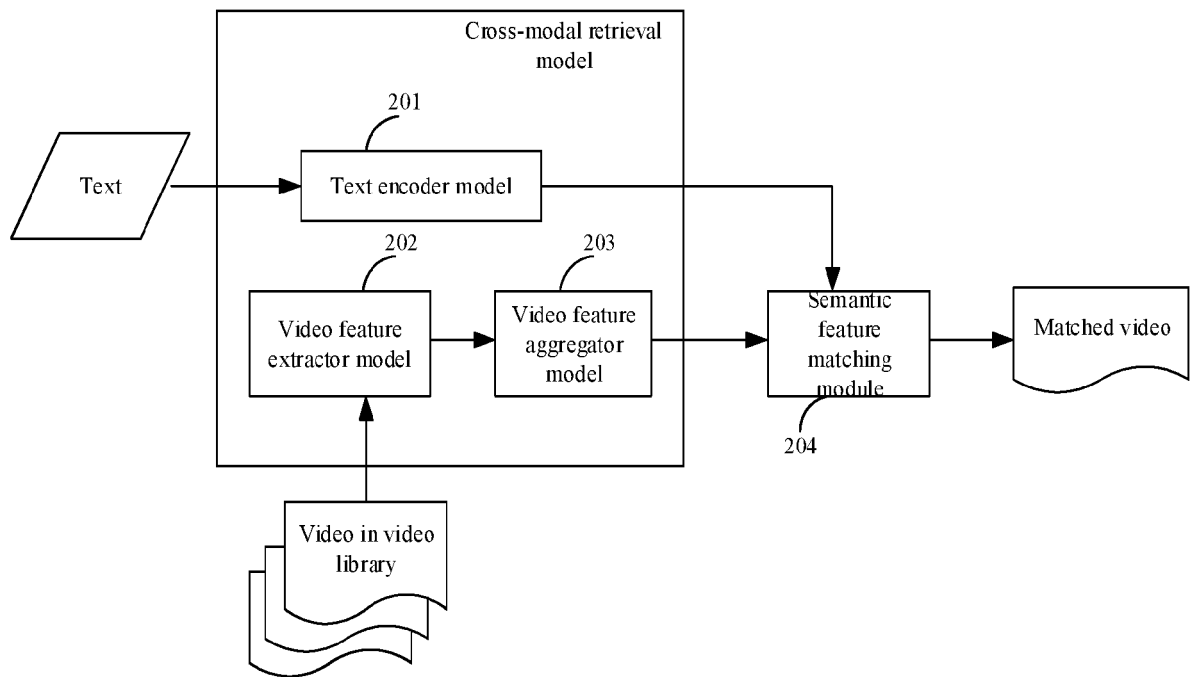 Cross-modal retrieval
model
201
Text
Text encoder model
202
203
Video feature
extractor model
Video feature
aggregator
model
Semantic
feature
matching
module
Matched video
204
Video in video
library